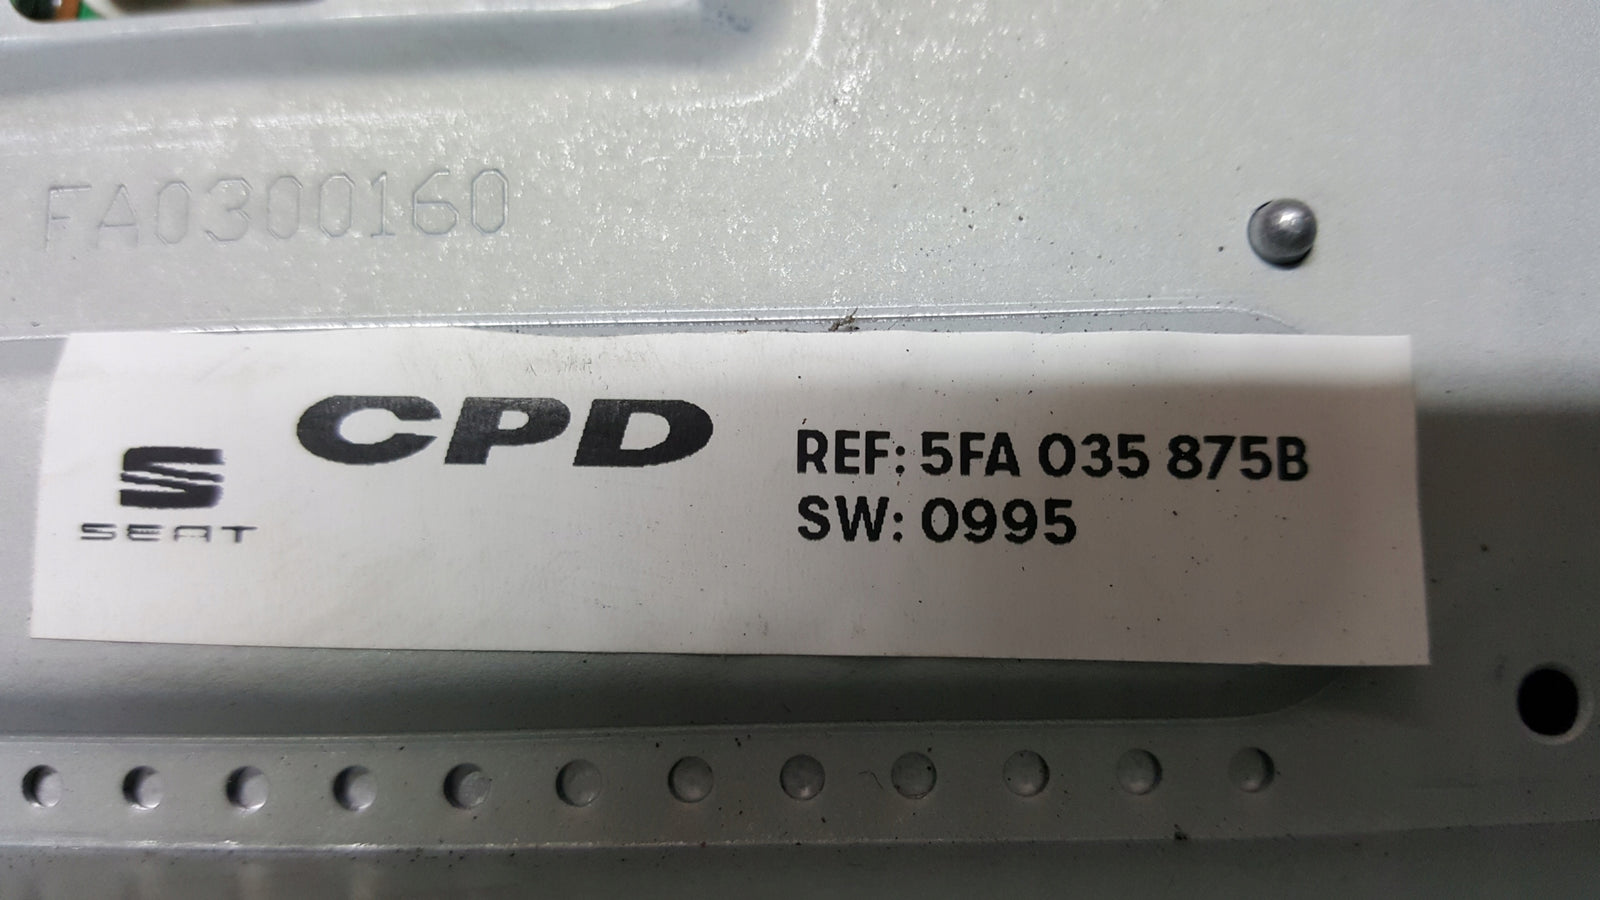 FA0300160
CPD
SEAT
REF: 5FA 035 875B
SW: 0995